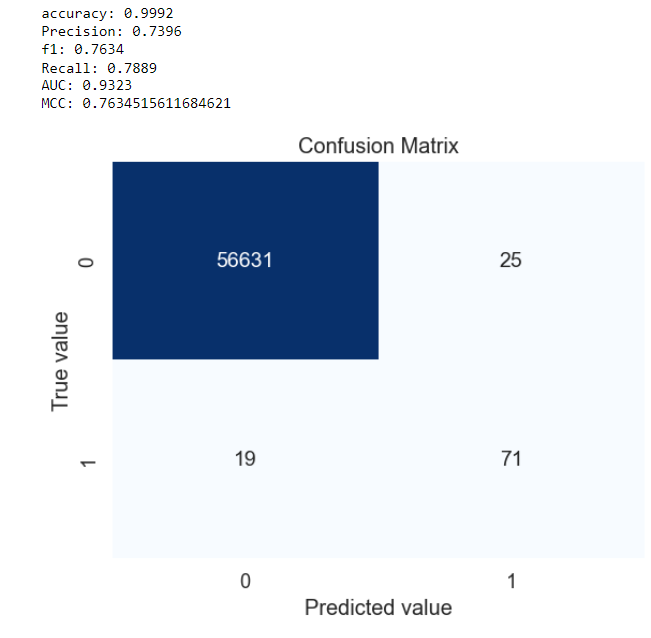 accuracy: 0.9992
Precision: 0.7396
f1: 0.7634
Recall: 0.7889
AUC: 0.9323
MCC: 0.7634515611684621
Confusion Matrix
0
56631
25
True value
1
19
71
0
1
Predicted value